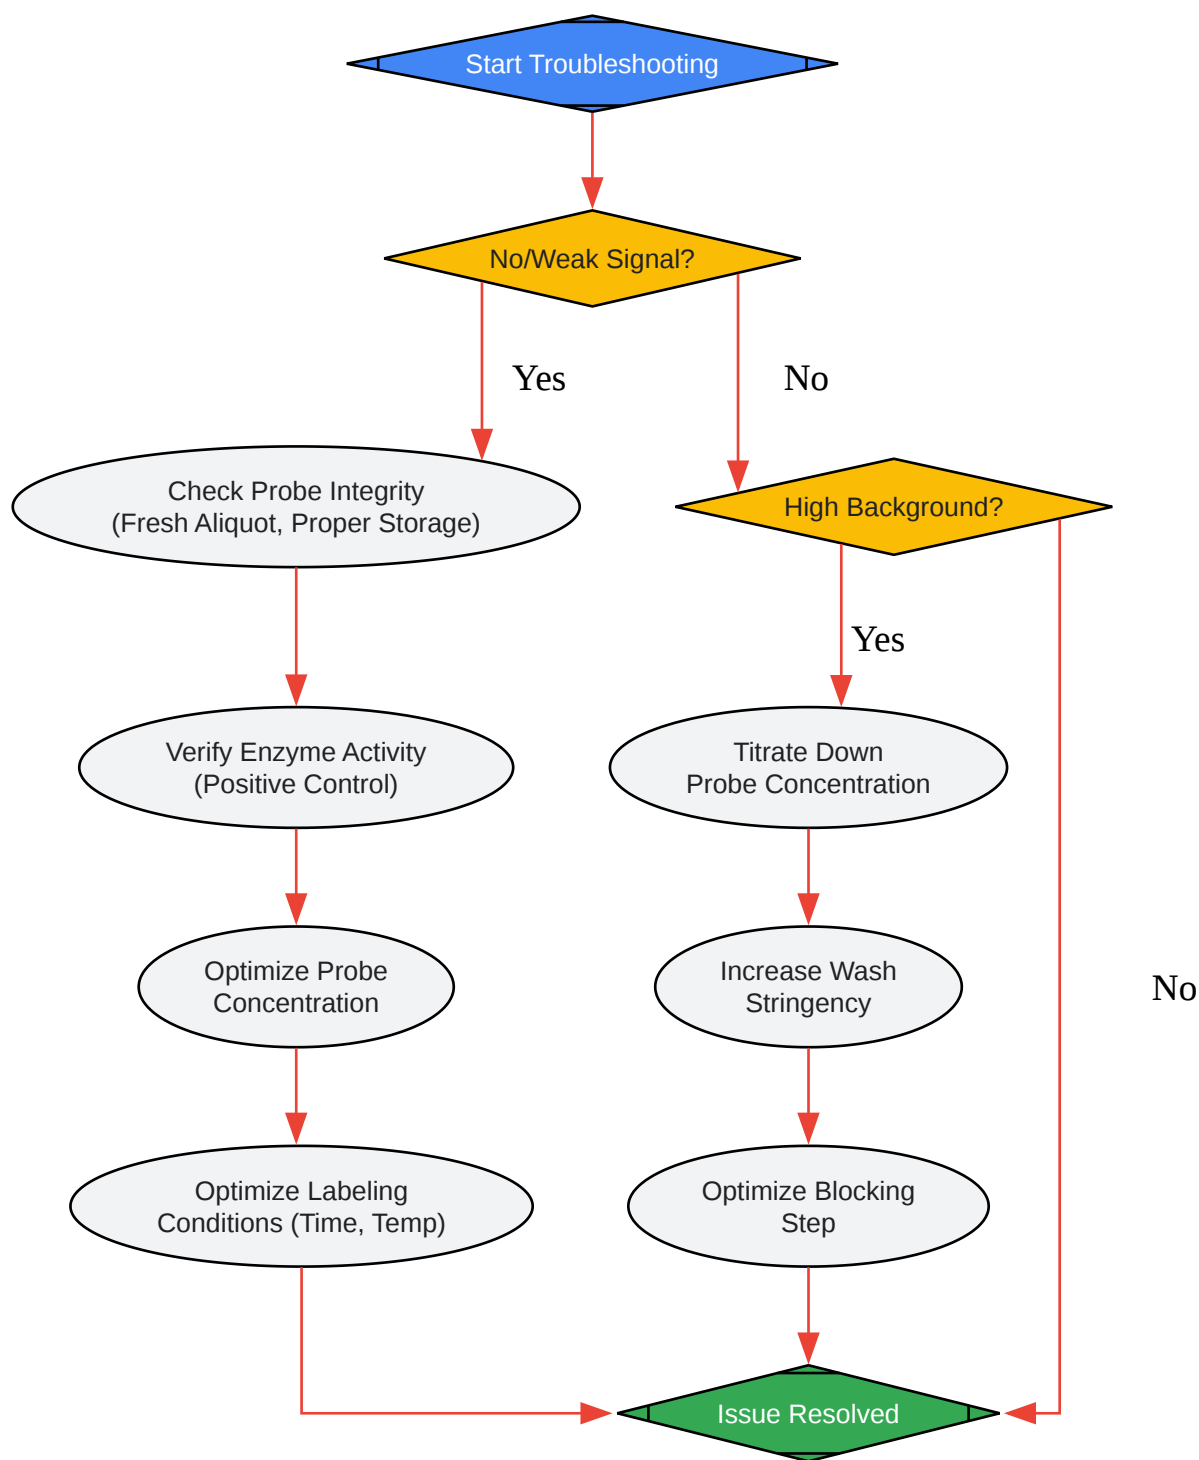 Start Troubleshooting
No/Weak Signal?
Yes
No
Check Probe Integrity
(Fresh Aliquot, Proper Storage)
High Background?
Yes
Verify Enzyme Activity
(Positive Control)
Titrate Down
Probe Concentration
Optimize Probe
Concentration
Increase Wash
Stringency
No
Optimize Labeling
Conditions (Time, Temp)
Optimize Blocking
Step
Issue Resolved